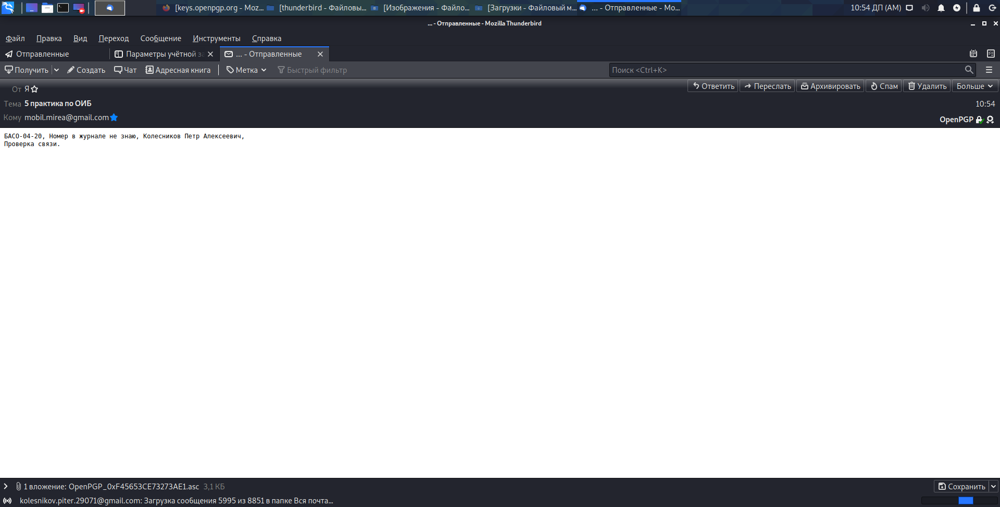 [keys.openpgp.org - Moz...
[thunderbird - Файловы...
[Изображения - Файло...
[Загрузки - Файловый м...
... - Отправленные - Mo...
10:54 ДП (AM)
... - Отправленные - Mozilla Thunderbird
Файл Правка Вид Переход Сообщение Инструменты Справка
Отправленные
Параметры учётной за
... - Отправленные
Получить Создать Чат Адресная книга Метка Быстрый фильтр
Поиск <Ctrl+K>
От Я
Ответить Переслать Архивировать Спам Удалить Больше
Тема 5 практика по ОИБ
10:54
Кому mobil.mirea@gmail.com
OpenPGP
БАСО-04-20, Номер в журнале не знаю, Колесников Петр Алексеевич,
Проверка связи.
1 вложение: OpenPGP_0xF45653CE73273AE1.asc 3,1 КБ
Сохранить
kolesnikov.piter.29071@gmail.com: Загрузка сообщения 5995 из 8851 в папке Вся почта...